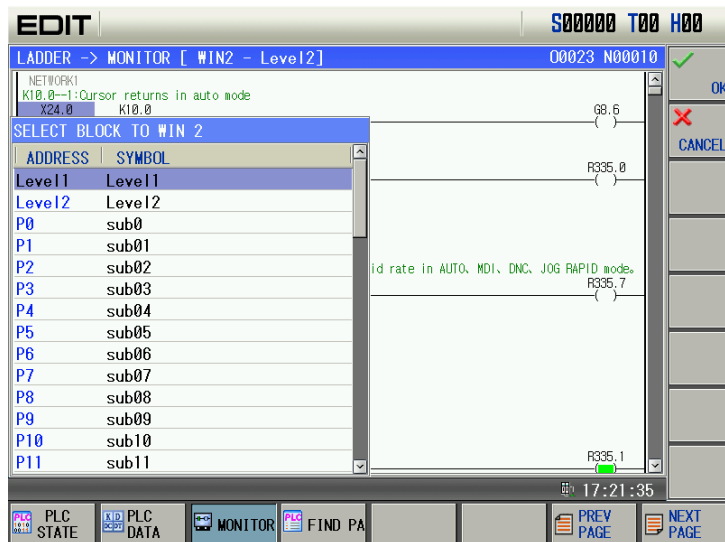 EDIT S00000 T00 H00
LADDER -> MONITOR [ WIN2 - Level2] O0023 N00010
NETWORK1
K10.0--1:Cursor returns in auto mode
X24.0 K10.0 G8.6
( )
SELECT BLOCK TO WIN 2
ADDRESS SYMBOL
Level1 Level1
Level2 Level2
P0 sub0
P1 sub01
P2 sub02
P3 sub03
P4 sub04
P5 sub05
P6 sub06
P7 sub07
P8 sub08
P9 sub09
P10 sub10
P11 sub11
R335.0
( )
id rate in AUTO、MDI、DNC、JOG RAPID mode。
R335.7
( )
R335.1
( )
OK
CANCEL
17:21:35
PLC STATE
PLC DATA
MONITOR
FIND PA
PREV PAGE
NEXT PAGE